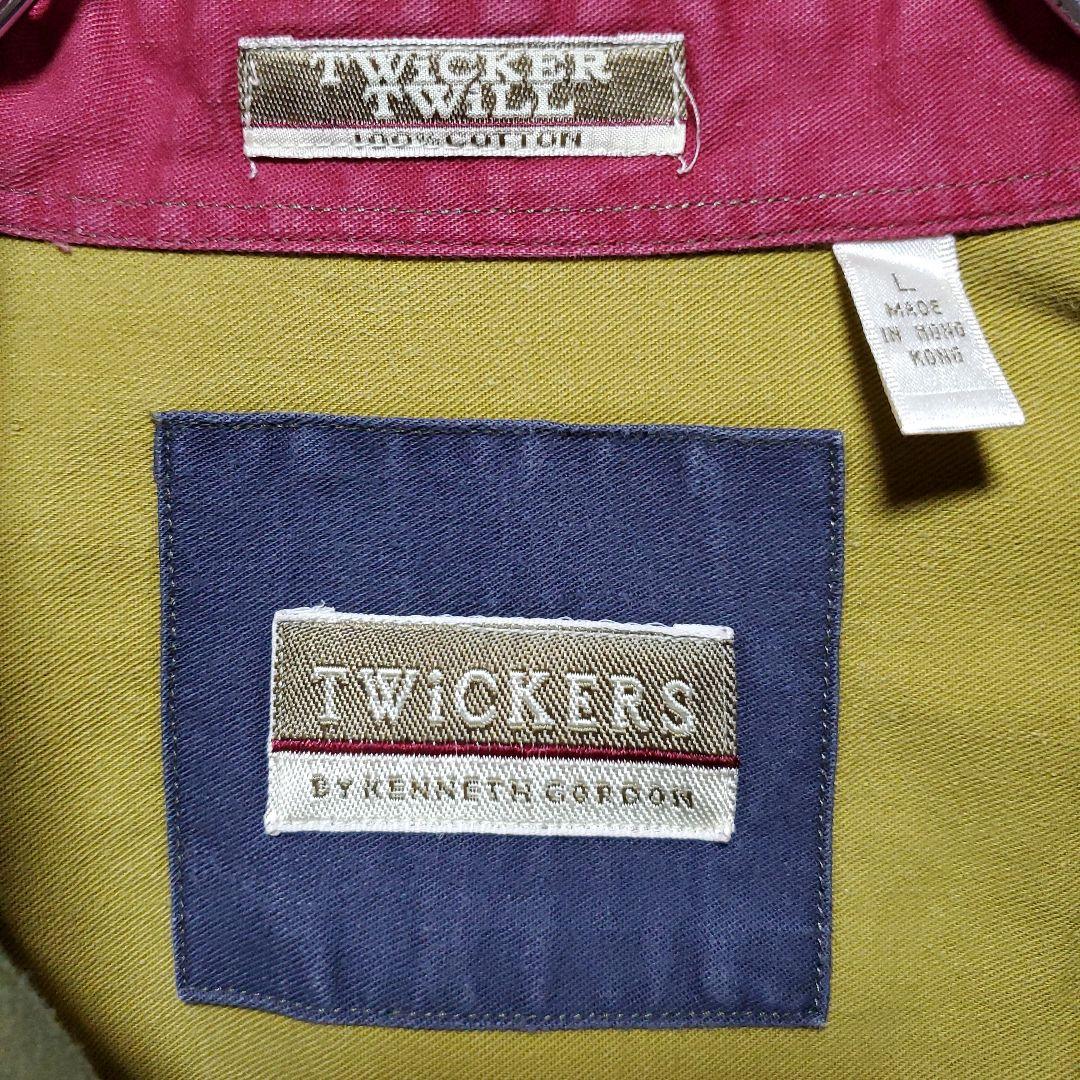 TWiCKER
TWiLL
100% COTTON
L.
MADE
IN HONG
KONG
TWiCKERS
BY KENNETH GORDON